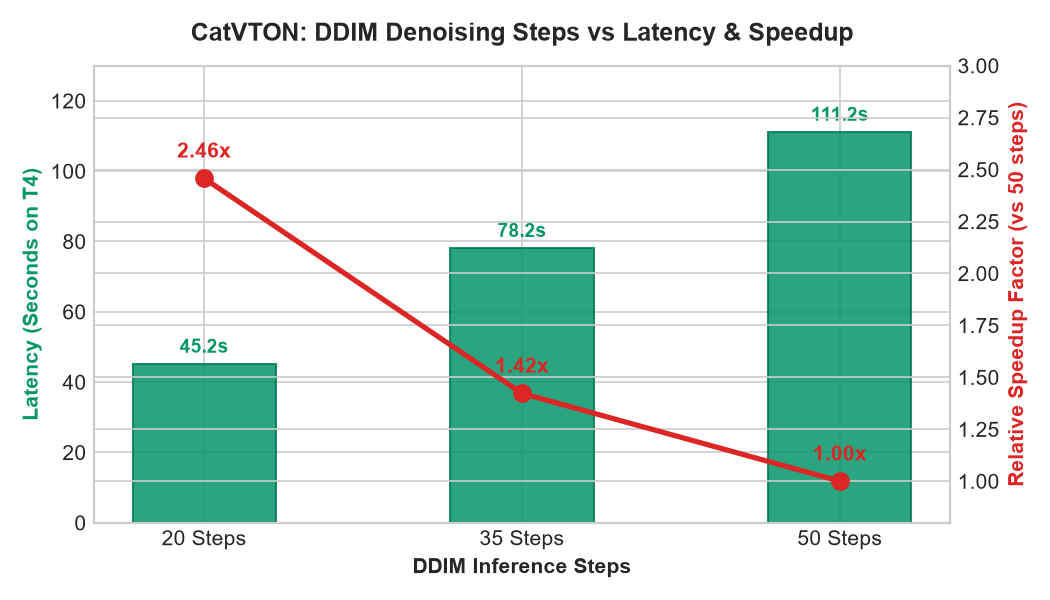 CatVTON: DDIM Denoising Steps vs Latency & Speedup
Latency (Seconds on T4)
120
100
80
60
40
20
0
2.46x
45.2s
78.2s
1.42x
111.2s
1.00x
3.00
2.75
2.50
2.25
2.00
1.75
1.50
1.25
1.00
Relative Speedup Factor (vs 50 steps)
20 Steps
35 Steps
50 Steps
DDIM Inference Steps